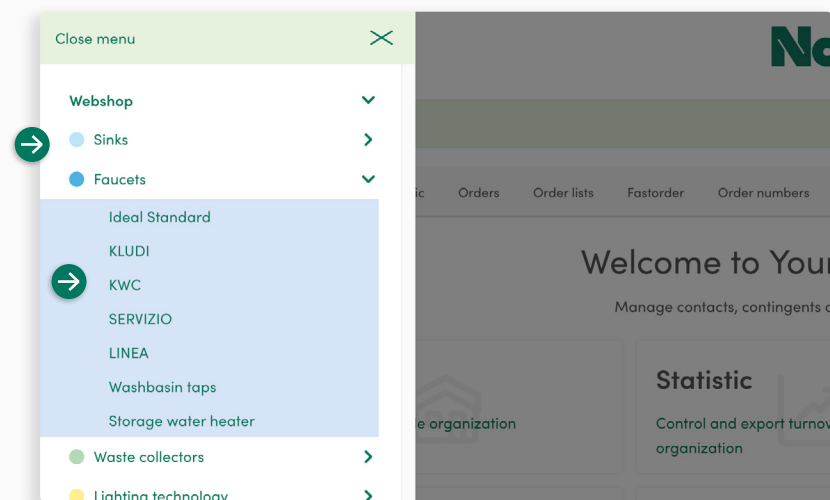 Close menu
Webshop
Sinks
Faucets
Ideal Standard
KLUDI
KWC
SERVIZIO
LINEA
Washbasin taps
Storage water heater
Waste collectors
Lighting technology
Orders
Order lists
Fastorder
Order numbers
Welcome to Your
Manage contacts, contingents
Statistic
e organization
Control and export turnov
organization